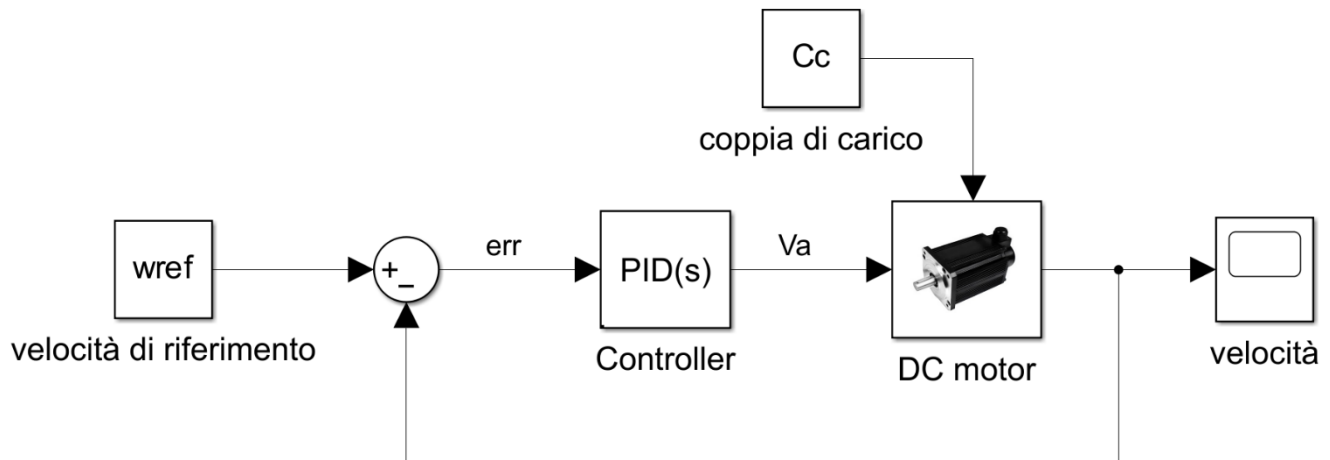 Cc
coppia di carico
wref
+
−
err
PID(s)
Va
velocità di riferimento
Controller
DC motor
velocità